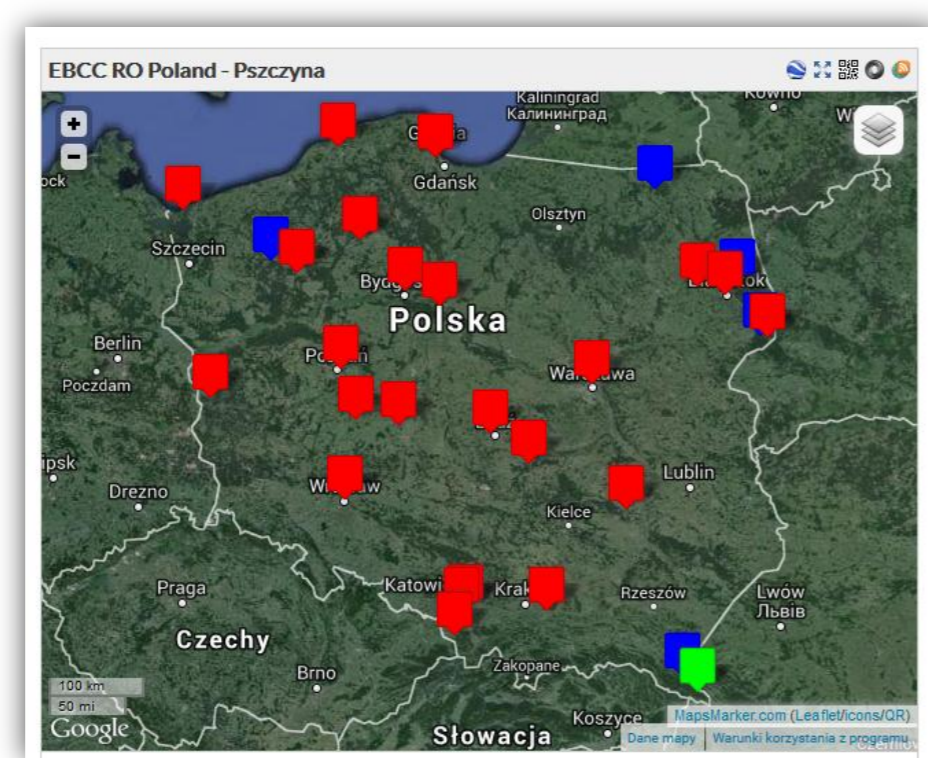 EBCC RO Poland - Pszczyna
+
−
Kaliningrad
Калининград
Gdańsk
Olsztyn
Szczecin
Polska
Berlin
Poczdam
Lublin
Drezno
Kielce
Praga
Rzeszów
Lwów
Львів
Czechy
Brno
Zakopane
100 km
50 mi
Google
Koszyce
Słowacja
MapsMarker.com (Leaflet/icons/QR)
Dane mapy
Warunki korzystania z programu